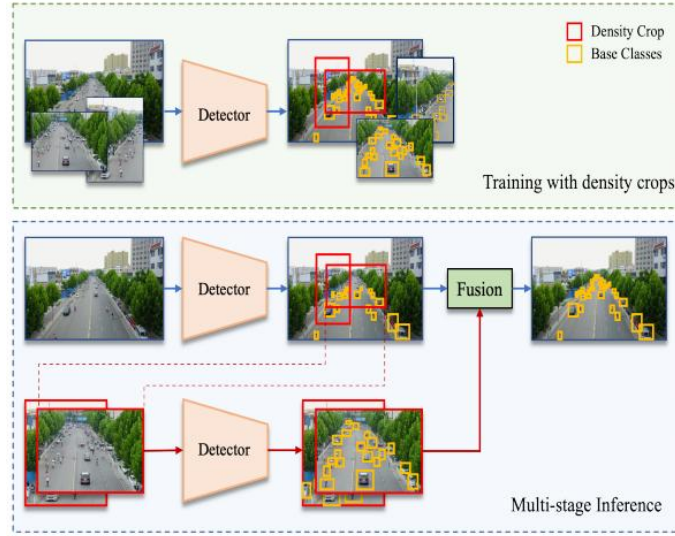 Density Crop
Base Classes
Detector
Training with density crops
Detector
Fusion
Detector
Multi-stage Inference